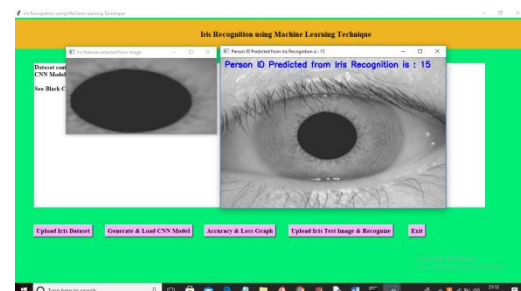 Iris Recognition using Machine Learning Technique
Iris Recognition using Machine Learning Technique
Iris features extracted from image
Person ID Predicted from Iris Recognition is : 15
Person ID Predicted from Iris Recognition is : 15
Dataset cont
CNN Model
See Black C
Upload Iris Dataset
Generate & Load CNN Model
Accuracy & Loss Graph
Upload Iris Test Image & Recognize
Exit
Type here to search